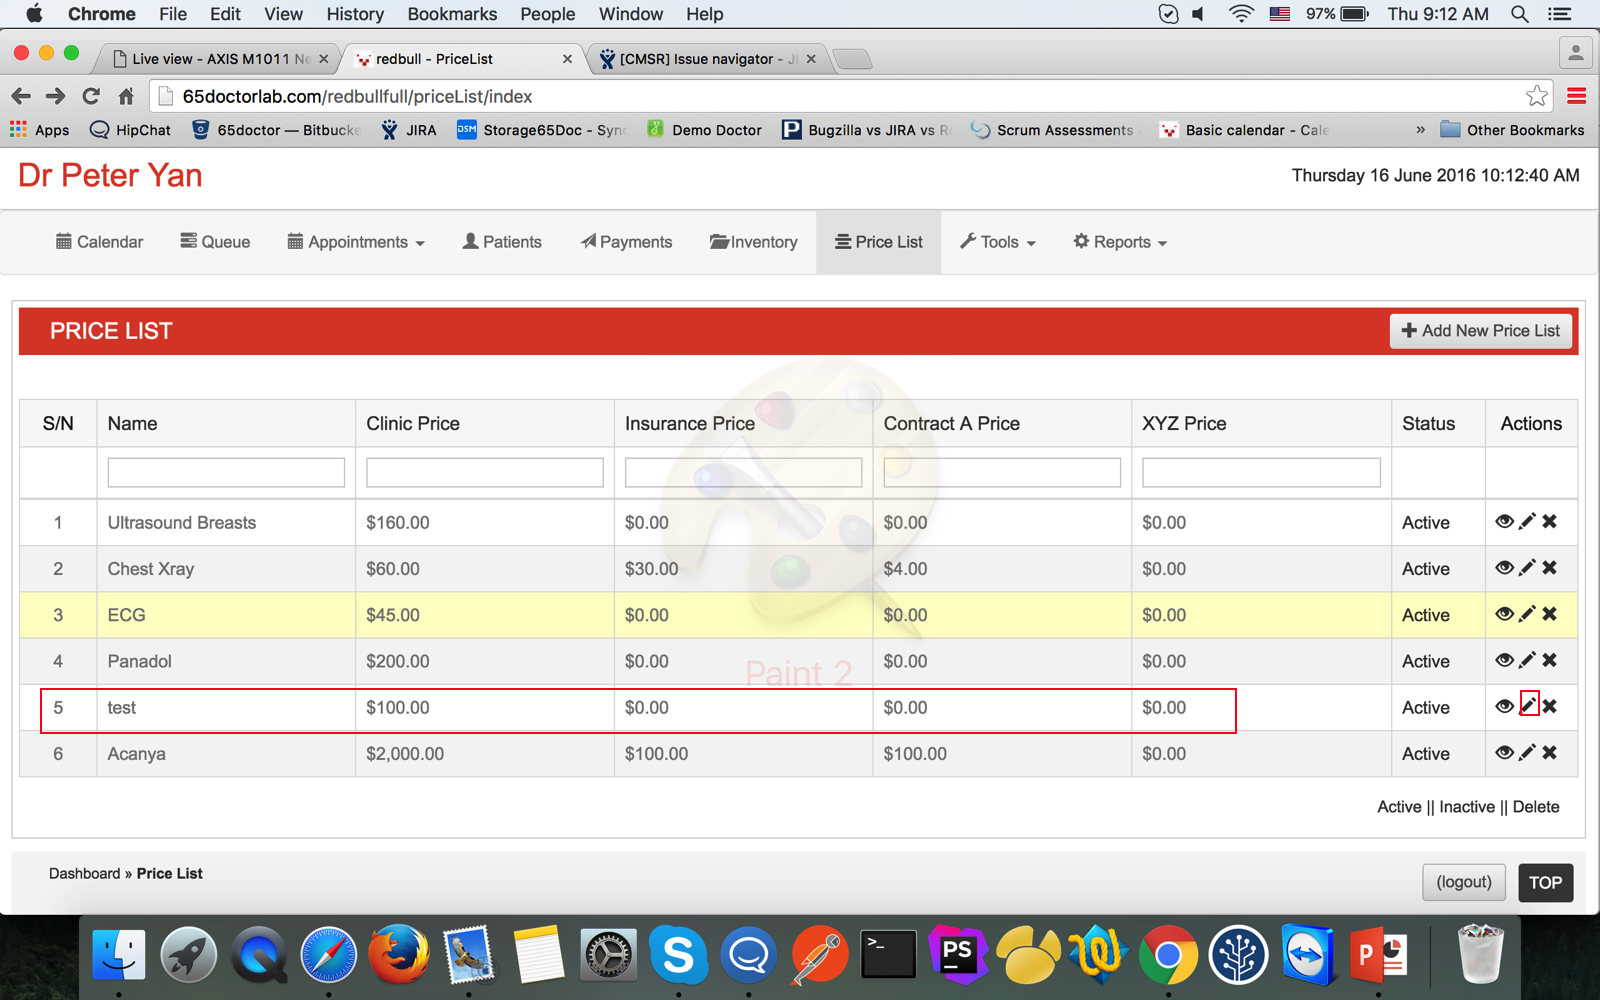 Chrome File Edit View History Bookmarks People Window Help 97% Thu 9:12 AM
Live view - AXIS M1011 Ne redbull - PriceList [CMSR] Issue navigator - JI
65doctorlab.com/redbullfull/priceList/index
Apps HipChat 65doctor — Bitbucke JIRA DSM Storage65Doc - Sync Demo Doctor P Bugzilla vs JIRA vs Re Scrum Assessments Basic calendar - Cale » Other Bookmarks
Dr Peter Yan Thursday 16 June 2016 10:12:40 AM
Calendar Queue Appointments Patients Payments Inventory Price List Tools Reports
PRICE LIST Add New Price List
S/N Name Clinic Price Insurance Price Contract A Price XYZ Price Status Actions
1 Ultrasound Breasts $160.00 $0.00 $0.00 $0.00 Active
2 Chest Xray $60.00 $30.00 $4.00 $0.00 Active
3 ECG $45.00 $0.00 $0.00 $0.00 Active
4 Panadol $200.00 $0.00 $0.00 $0.00 Active
Paint 2
5 test $100.00 $0.00 $0.00 $0.00 Active
6 Acanya $2,000.00 $100.00 $100.00 $0.00 Active
Active || Inactive || Delete
Dashboard » Price List (logout) TOP
S >_ PS P